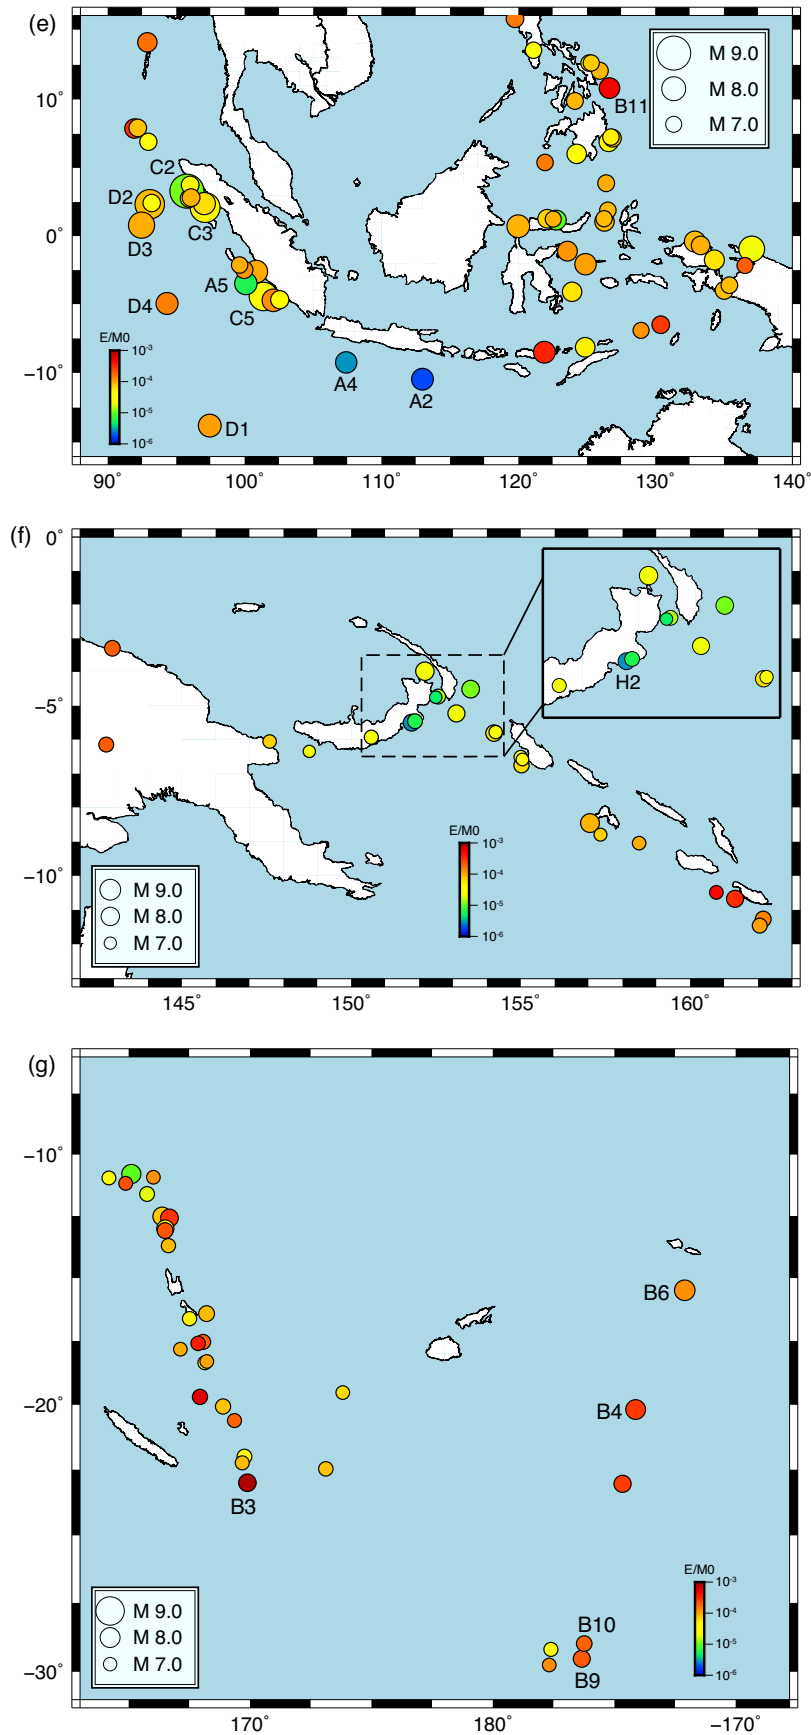 (e)
M 9.0
M 8.0
M 7.0
10°
0°
−10°
B11
C2
D2
C3
D3
A5
D4
C5
A4
A2
D1
E/M0
10⁻³
10⁻⁴
10⁻⁵
10⁻⁶
90° 100° 110° 120° 130° 140°
(f)
0°
−5°
−10°
H2
E/M0
10⁻³
10⁻⁴
10⁻⁵
10⁻⁶
M 9.0
M 8.0
M 7.0
145° 150° 155° 160°
(g)
−10°
−20°
−30°
B6
B4
B3
B10
B9
M 9.0
M 8.0
M 7.0
E/M0
10⁻³
10⁻⁴
10⁻⁵
10⁻⁶
170° 180° −170°